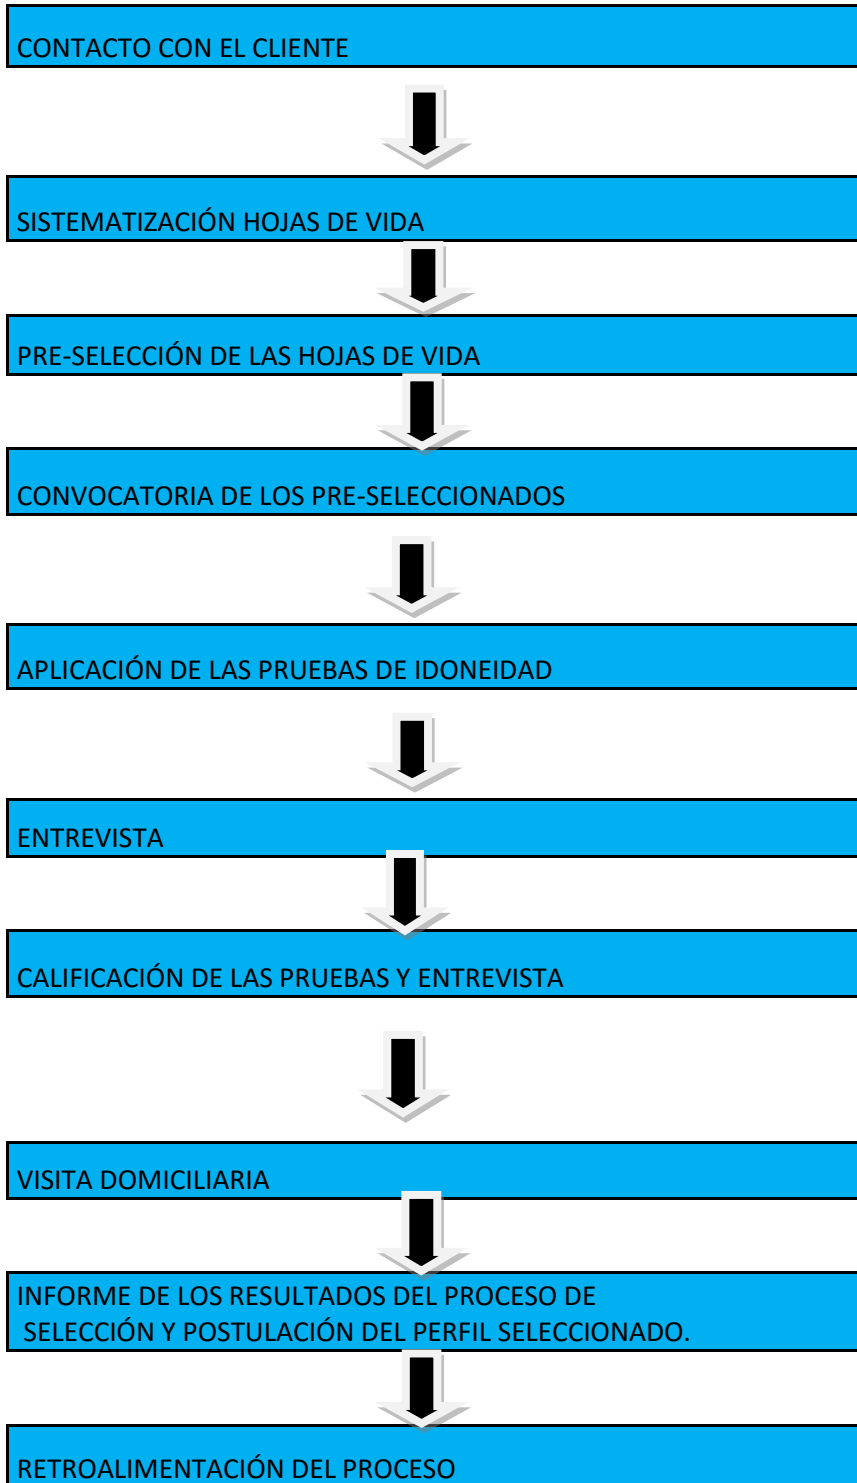 CONTACTO CON EL CLIENTE
SISTEMATIZACIÓN HOJAS DE VIDA
PRE-SELECCIÓN DE LAS HOJAS DE VIDA
CONVOCATORIA DE LOS PRE-SELECCIONADOS
APLICACIÓN DE LAS PRUEBAS DE IDONEIDAD
ENTREVISTA
CALIFICACIÓN DE LAS PRUEBAS Y ENTREVISTA
VISITA DOMICILIARIA
INFORME DE LOS RESULTADOS DEL PROCESO DE
SELECCIÓN Y POSTULACIÓN DEL PERFIL SELECCIONADO.
RETROALIMENTACIÓN DEL PROCESO